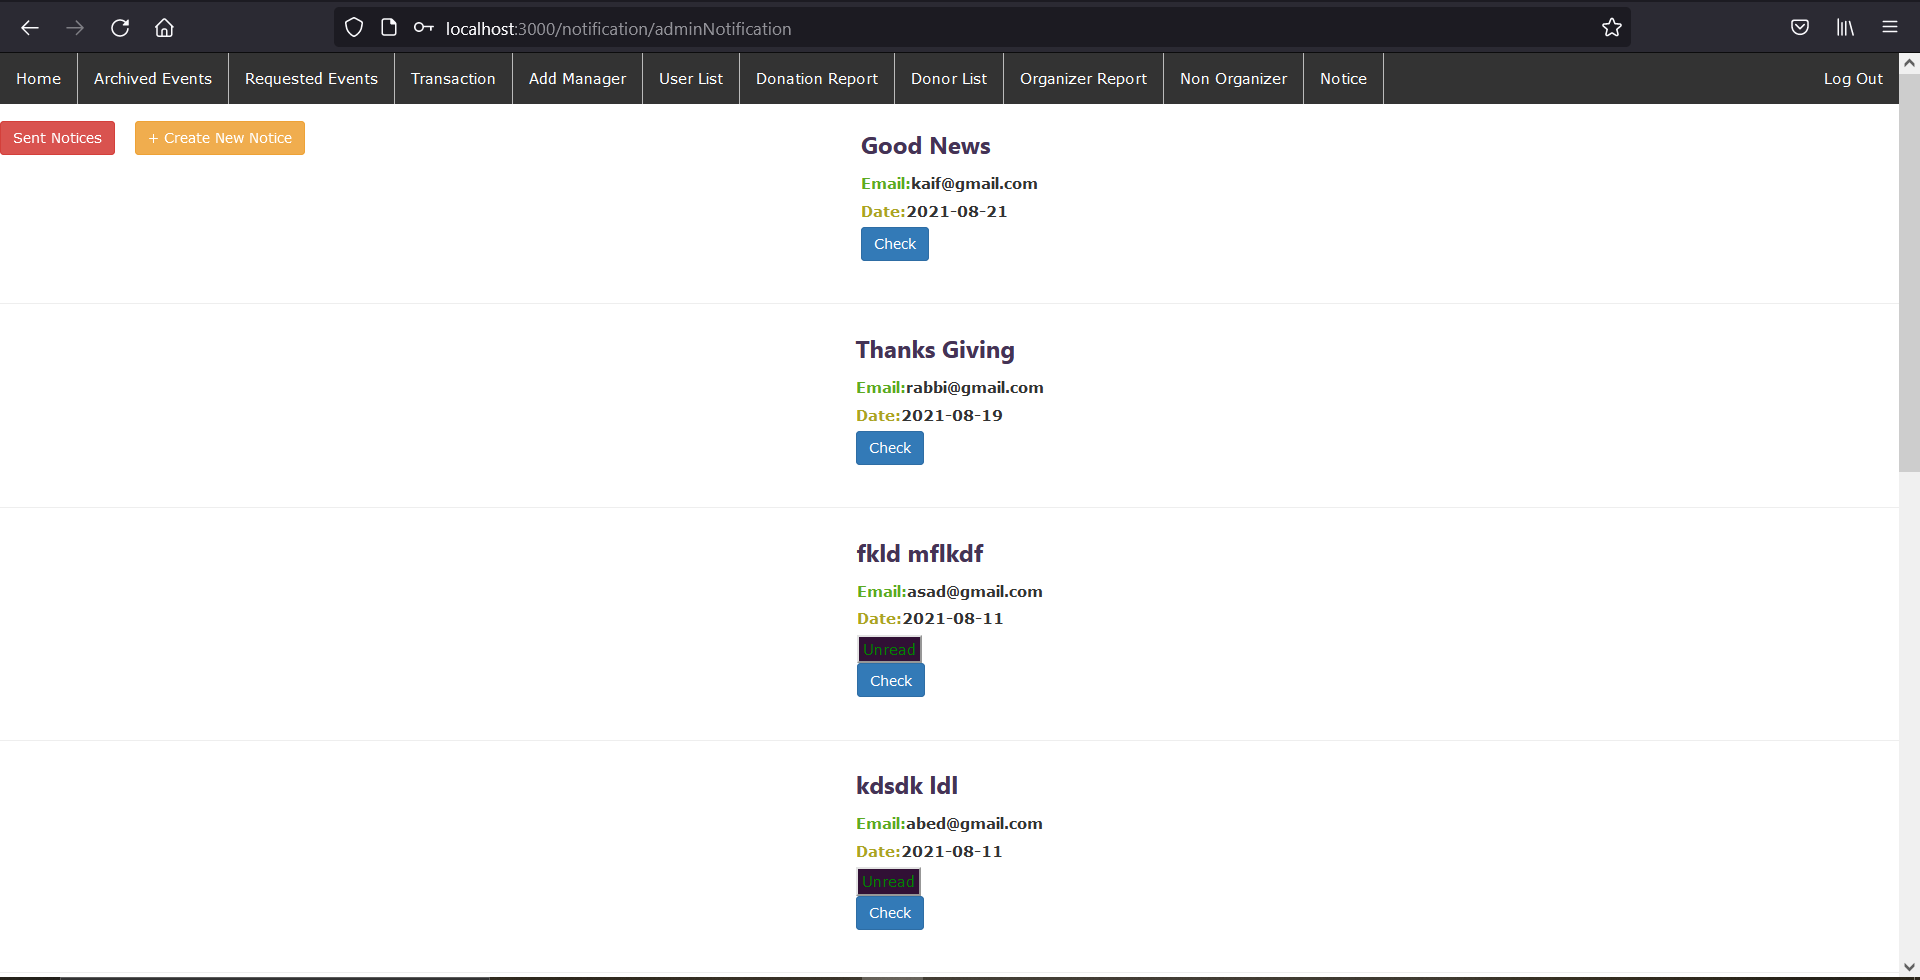 localhost:3000/notification/adminNotification
Home Archived Events Requested Events Transaction Add Manager User List Donation Report Donor List Organizer Report Non Organizer Notice Log Out
Sent Notices + Create New Notice
Good News
Email:kaif@gmail.com
Date:2021-08-21
Check
Thanks Giving
Email:rabbi@gmail.com
Date:2021-08-19
Check
fkld mflkdf
Email:asad@gmail.com
Date:2021-08-11
Unread
Check
kdsdk ldl
Email:abed@gmail.com
Date:2021-08-11
Unread
Check